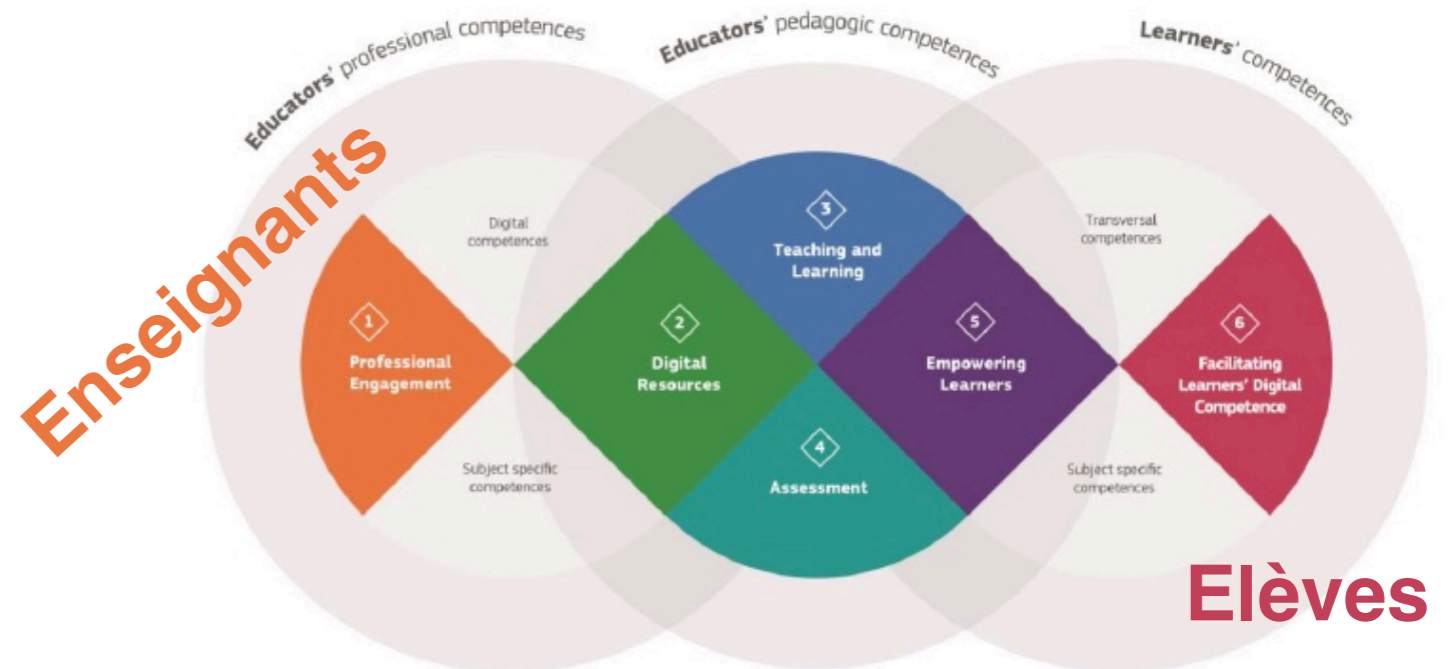 Educators' professional competences
Educators' pedagogic competences
Learners' competences
Enseignants
Digital
competences
3
Teaching and
Learning
Transversal
competences
1
Professional
Engagement
2
Digital
Resources
5
Empowering
Learners
6
Facilitating
Learners' Digital
Competence
4
Assessment
Subject specific
competences
Subject specific
competences
Elèves